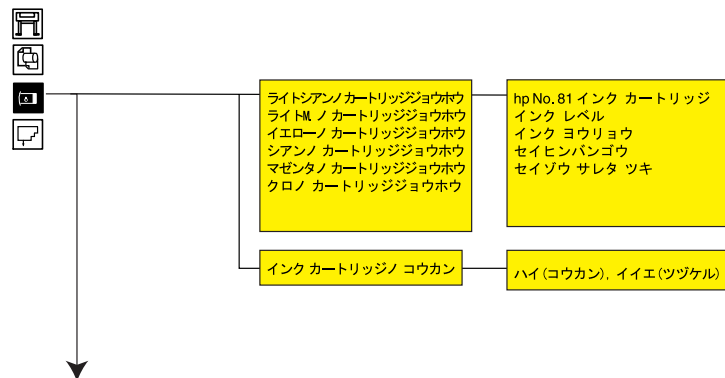 ライトシアンノ カートリッジジョウホウ
ライトM. ノ カートリッジジョウホウ
イエローノ カートリッジジョウホウ
シアンノ カートリッジジョウホウ
マゼンタノ カートリッジジョウホウ
クロノ カートリッジジョウホウ
hp No. 81 インク カートリッジ
インク レベル
インク ヨウリョウ
セイヒンバンゴウ
セイゾウ サレタ ツキ
インク カートリッジノ コウカン
ハイ(コウカン), イイエ(ツヅケル)